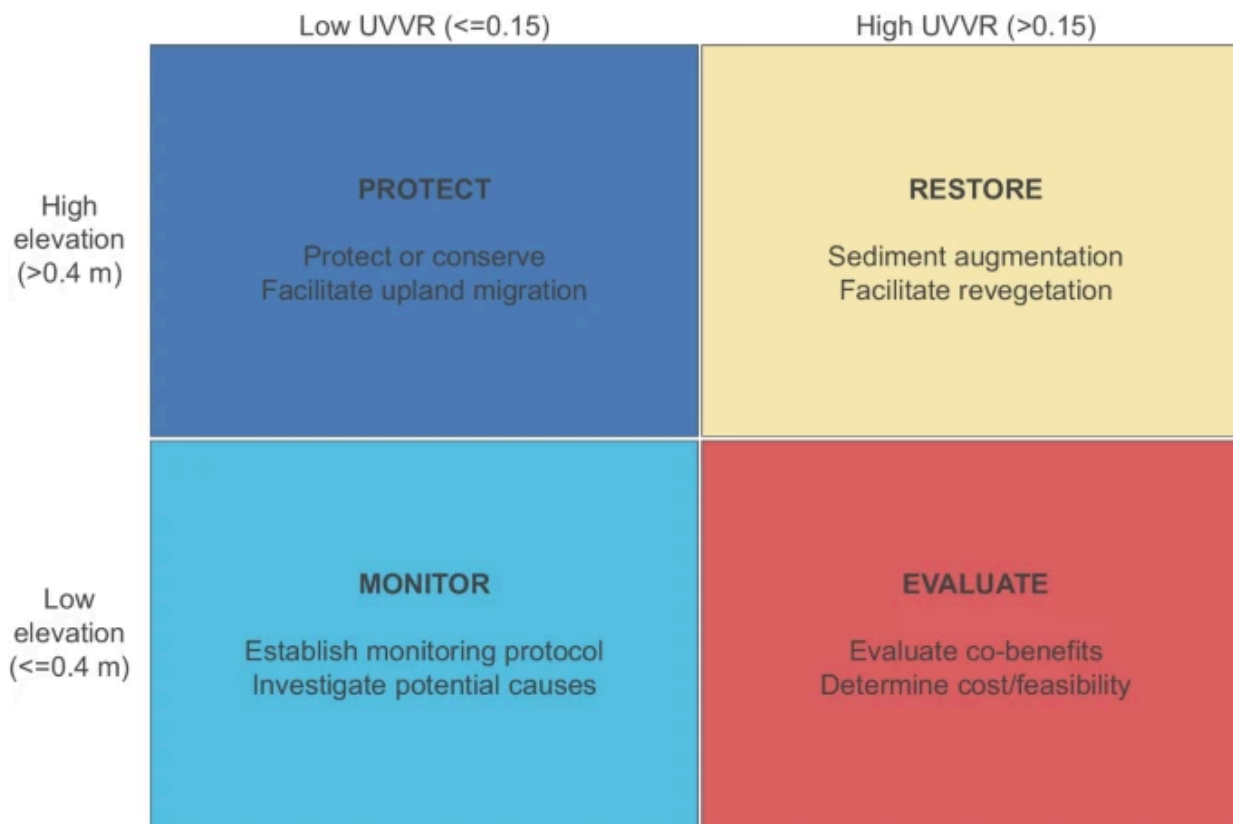 Low UVVR (<=0.15)
High UVVR (>0.15)
High
elevation
(>0.4 m)
PROTECT
Protect or conserve
Facilitate upland migration
RESTORE
Sediment augmentation
Facilitate revegetation
Low
elevation
(<=0.4 m)
MONITOR
Establish monitoring protocol
Investigate potential causes
EVALUATE
Evaluate co-benefits
Determine cost/feasibility